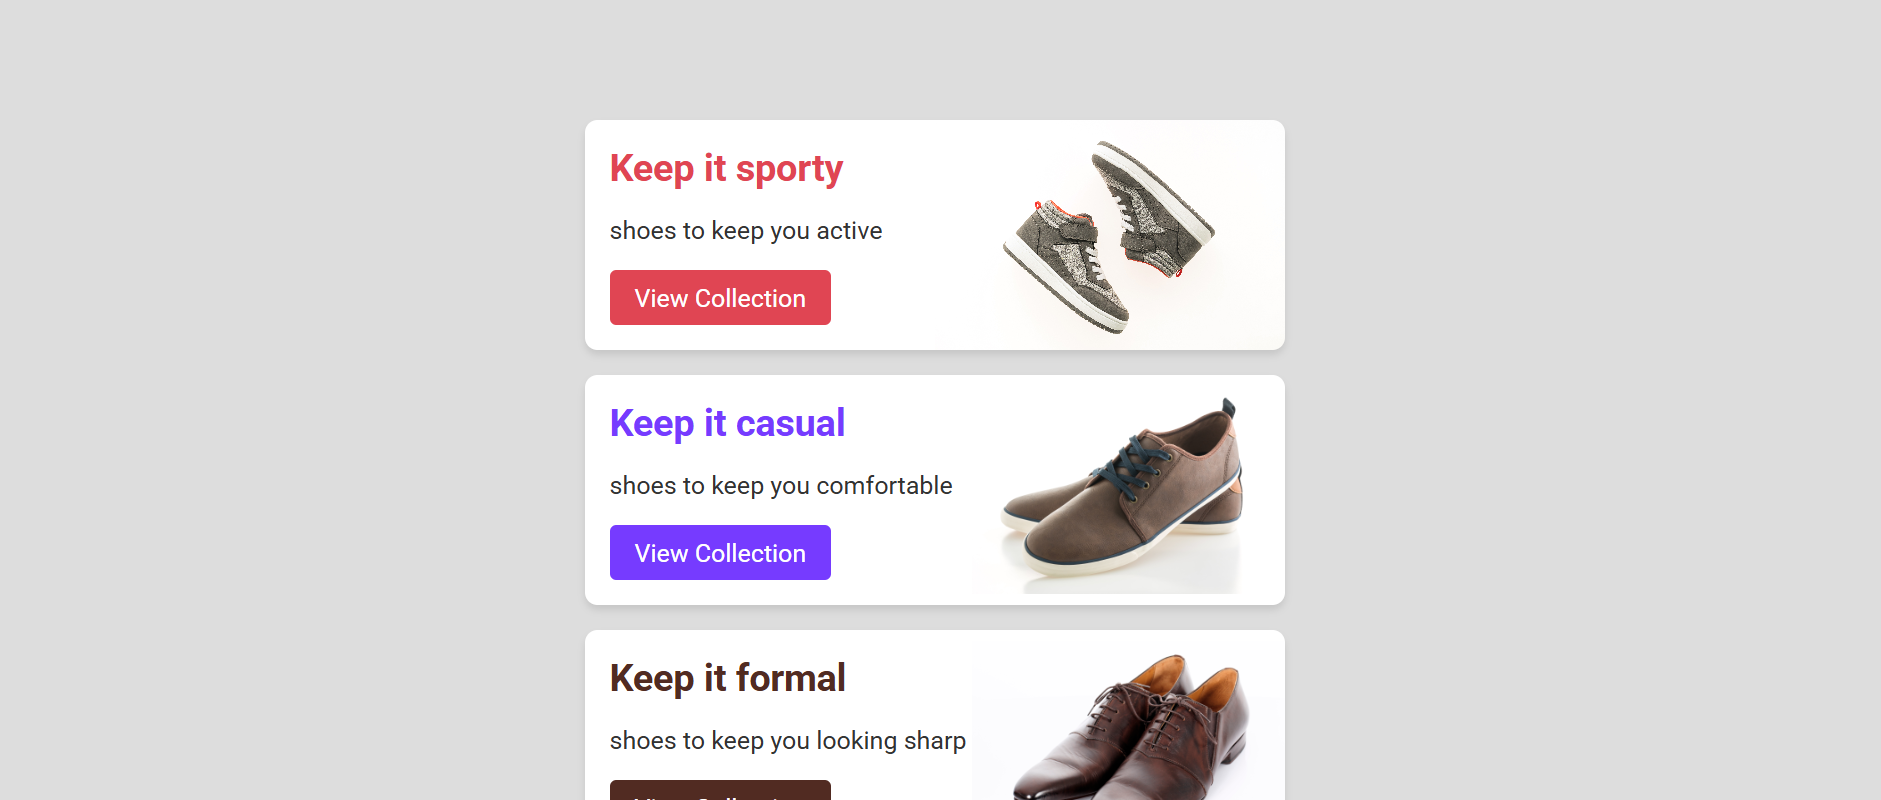 Keep it sporty
shoes to keep you active
View Collection
Keep it casual
shoes to keep you comfortable
View Collection
Keep it formal
shoes to keep you looking sharp